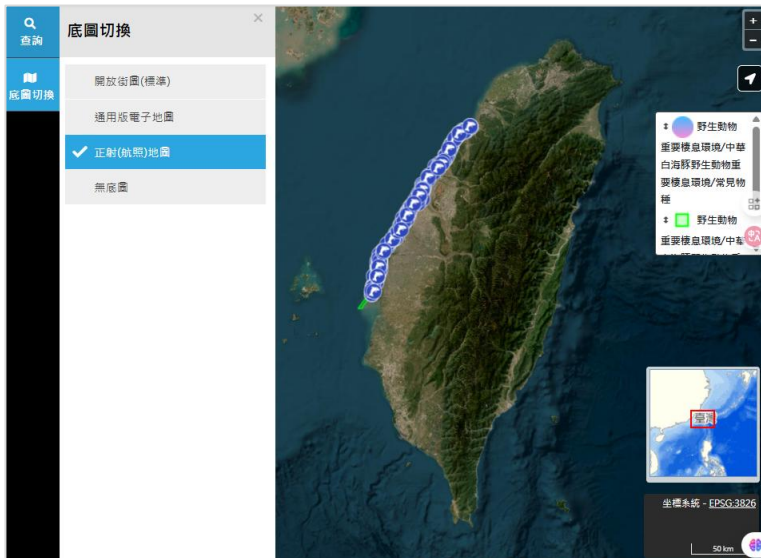 查詢
底圖切換
底圖切換
×
開放街圖(標準)
通用版電子地圖
正射(航照)地圖
無底圖
+
−
野生動物
重要棲息環境/中華
白海豚野生動物重
要棲息環境/常見物
種
野生動物
重要棲息環境/中華
臺灣
坐標系統 - EPSG:3826
50 km